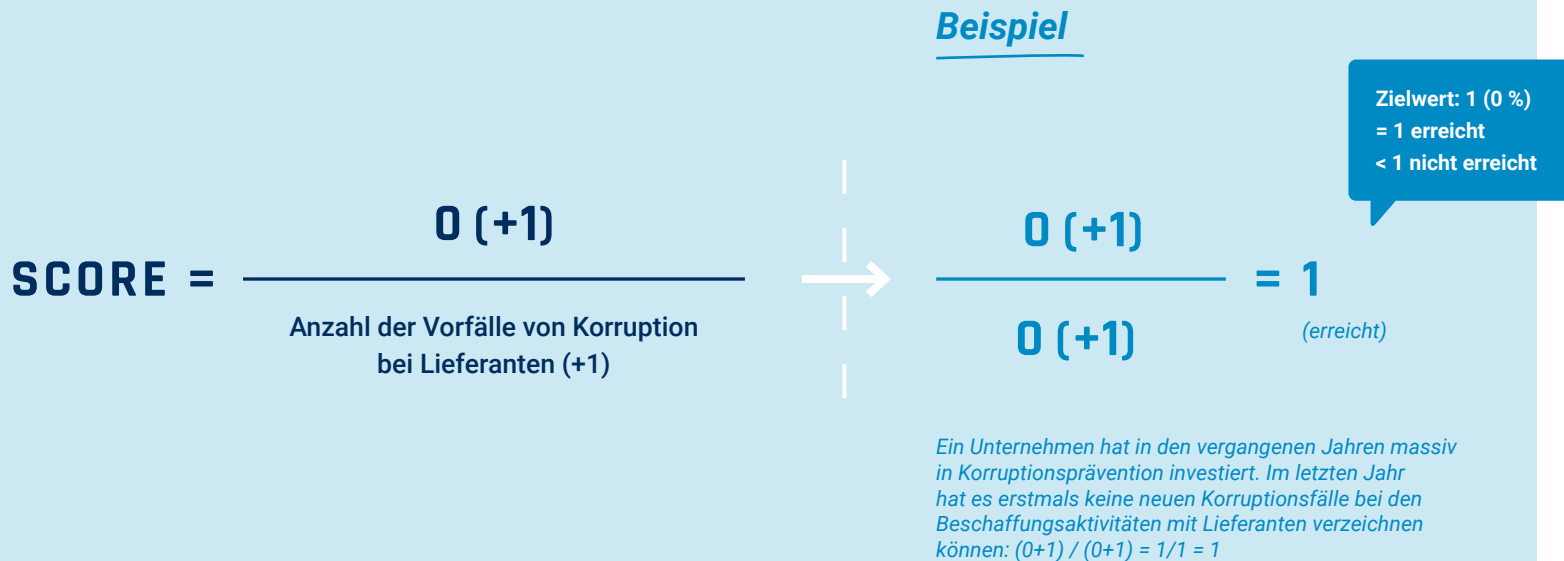 Beispiel
Zielwert: 1 (0 %)
= 1 erreicht
< 1 nicht erreicht
SCORE =
0 (+1)
Anzahl der Vorfälle von Korruption
bei Lieferanten (+1)
0 (+1)
0 (+1)
= 1
(erreicht)
Ein Unternehmen hat in den vergangenen Jahren massiv
in Korruptionsprävention investiert. Im letzten Jahr
hat es erstmals keine neuen Korruptionsfälle bei den
Beschaffungsaktivitäten mit Lieferanten verzeichnen
können: (0+1) / (0+1) = 1/1 = 1